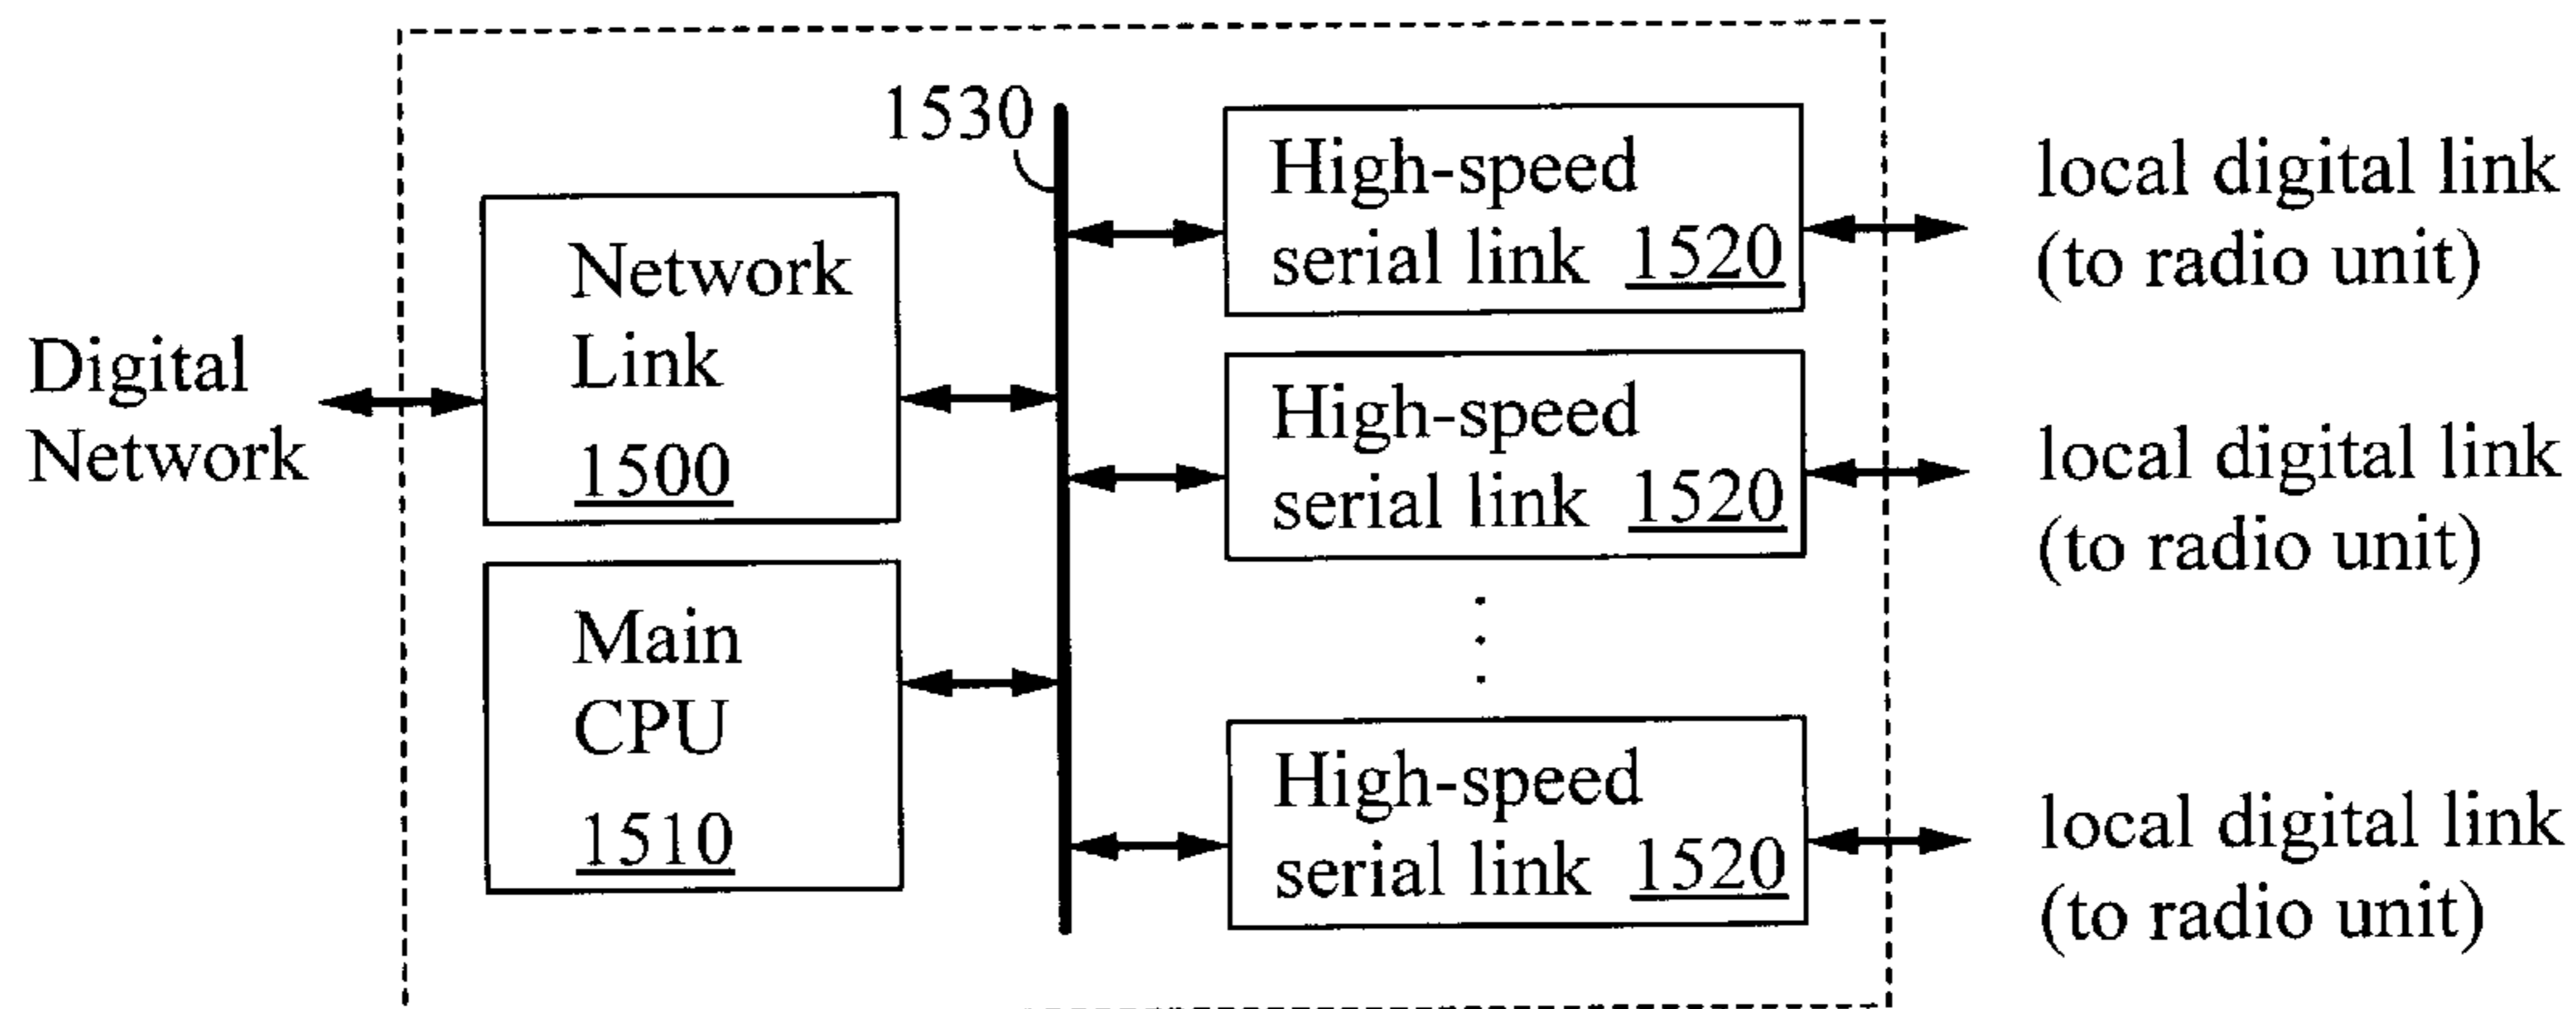 Digital
Network
Network
Link
1500
Main
CPU
1510
1530
High-speed
serial link 1520
High-speed
serial link 1520
High-speed
serial link 1520
local digital link
(to radio unit)
local digital link
(to radio unit)
local digital link
(to radio unit)